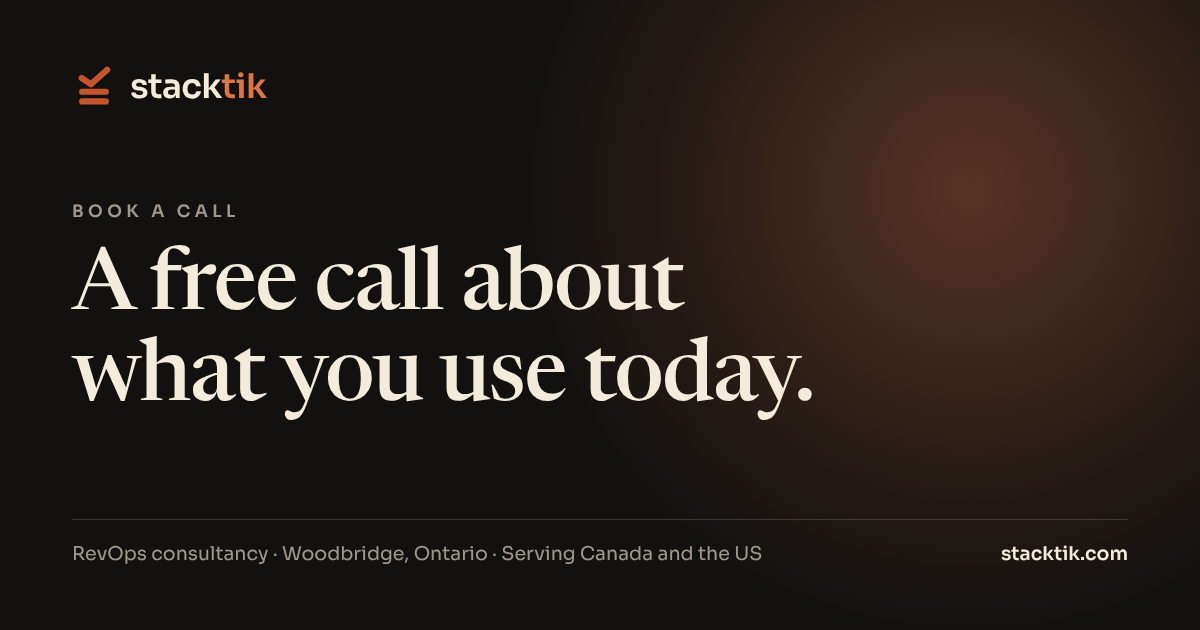 stacktik
BOOK A CALL
A free call about
what you use today.
RevOps consultancy · Woodbridge, Ontario · Serving Canada and the US
stacktik.com